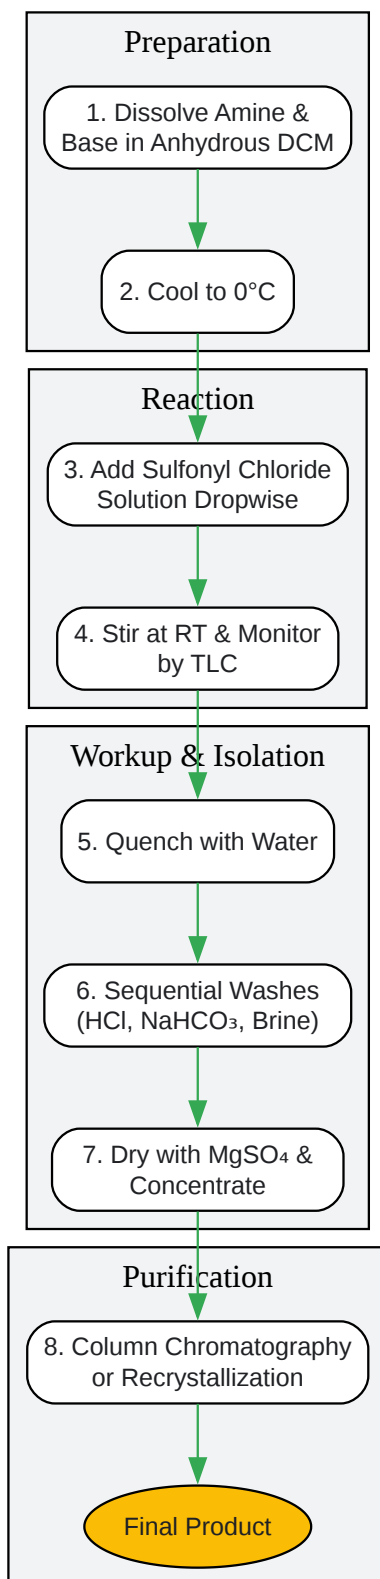 Preparation
1. Dissolve Amine &
Base in Anhydrous DCM
2. Cool to 0°C
Reaction
3. Add Sulfonyl Chloride
Solution Dropwise
4. Stir at RT & Monitor
by TLC
Workup & Isolation
5. Quench with Water
6. Sequential Washes
(HCl, NaHCO₃, Brine)
7. Dry with MgSO₄ &
Concentrate
Purification
8. Column Chromatography
or Recrystallization
Final Product